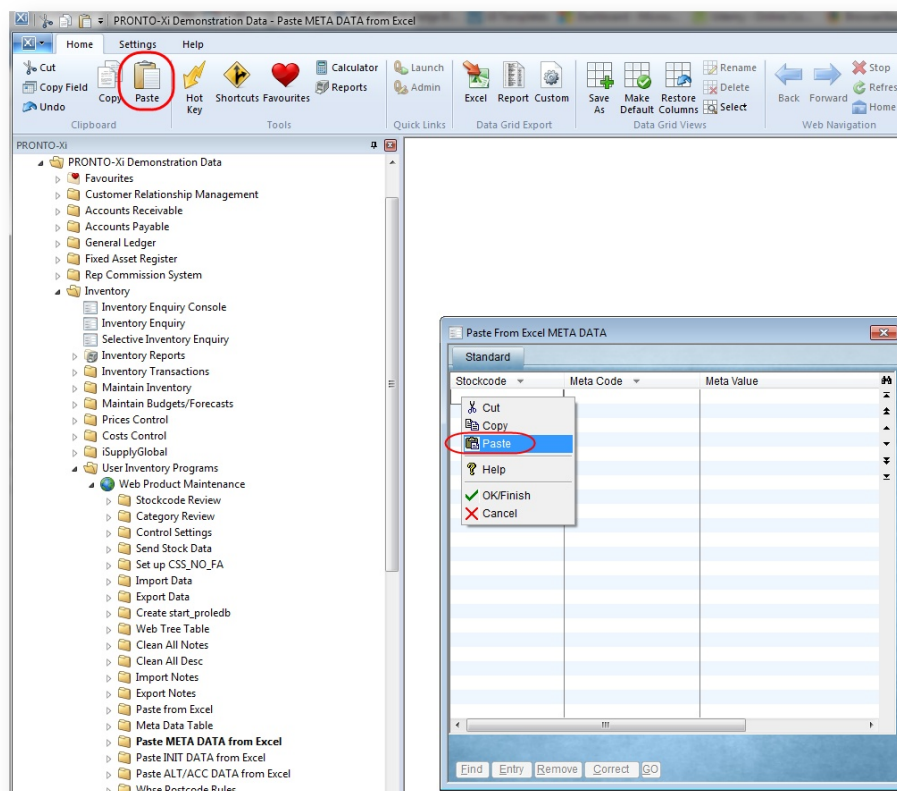 PRONTO-Xi Demonstration Data - Paste META DATA from Excel
Home Settings Help
Cut
Copy Field
Undo
Copy
Paste
Clipboard
Hot Key
Shortcuts
Favourites
Calculator
Reports
Tools
Launch
Admin
Quick Links
Excel
Report
Custom
Data Grid Export
Save As
Make Default
Restore Columns
Rename
Delete
Select
Data Grid Views
Back
Forward
Stop
Refres
Home
Web Navigation
PRONTO-Xi
PRONTO-Xi Demonstration Data
Favourites
Customer Relationship Management
Accounts Receivable
Accounts Payable
General Ledger
Fixed Asset Register
Rep Commission System
Inventory
Inventory Enquiry Console
Inventory Enquiry
Selective Inventory Enquiry
Inventory Reports
Inventory Transactions
Maintain Inventory
Maintain Budgets/Forecasts
Prices Control
Costs Control
iSupplyGlobal
User Inventory Programs
Web Product Maintenance
Stockcode Review
Category Review
Control Settings
Send Stock Data
Set up CSS_NO_FA
Import Data
Export Data
Create start_proledb
Web Tree Table
Clean All Notes
Clean All Desc
Import Notes
Export Notes
Paste from Excel
Meta Data Table
Paste META DATA from Excel
Paste INIT DATA from Excel
Paste ALT/ACC DATA from Excel
Whse Postcode Rules
Paste From Excel META DATA
Standard
Stockcode Meta Code Meta Value
Cut
Copy
Paste
Help
OK/Finish
Cancel
Find Entry Remove Correct GO